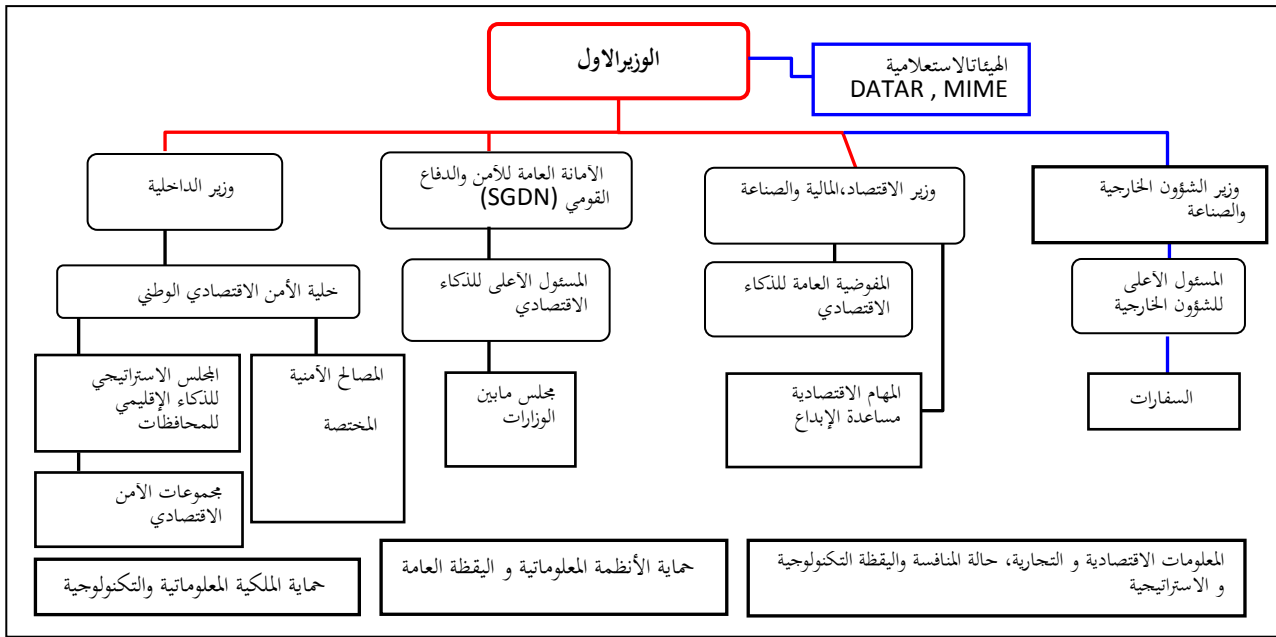 الوزيرالاول
الهيئاتالاستعلامية
DATAR , MIME
وزير الداخلية
الأمانة العامة للأمن والدفاع
القومي (SGDN)
وزير الاقتصاد،المالية والصناعة
وزير الشؤون الخارجية
والصناعة
خلية الأمن الاقتصادي الوطني
المسئول الأعلى للذكاء
الاقتصادي
المفوضية العامة للذكاء
الاقتصادي
المسئول الأعلى
للشؤون الخارجية
المجلس الاستراتيجي
للذكاء الإقليمي
للمحافظات
المصالح الأمنية
المختصة
مجلس مابين
الوزارات
المهام الاقتصادية
مساعدة الإبداع
السفارات
مجموعات الأمن
الاقتصادي
حماية الملكية المعلوماتية والتكنولوجية
حماية الأنظمة المعلوماتية و اليقظة العامة
المعلومات الاقتصادية و التجارية، حالة المنافسة واليقظة التكنولوجية
و الاستراتيجية